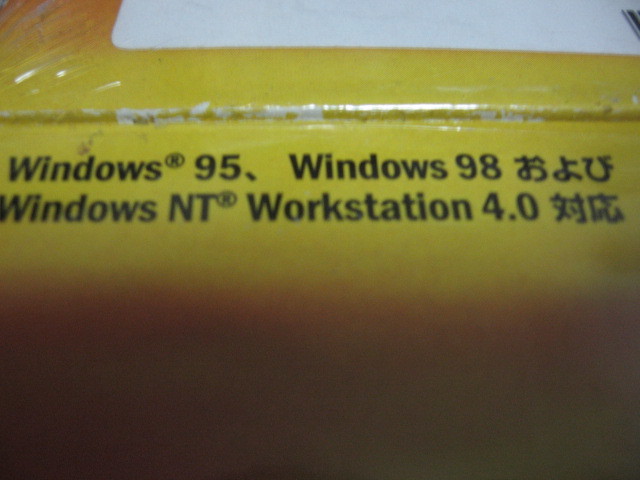 Windows® 95、 Windows 98 および
Windows NT® Workstation 4.0 対応